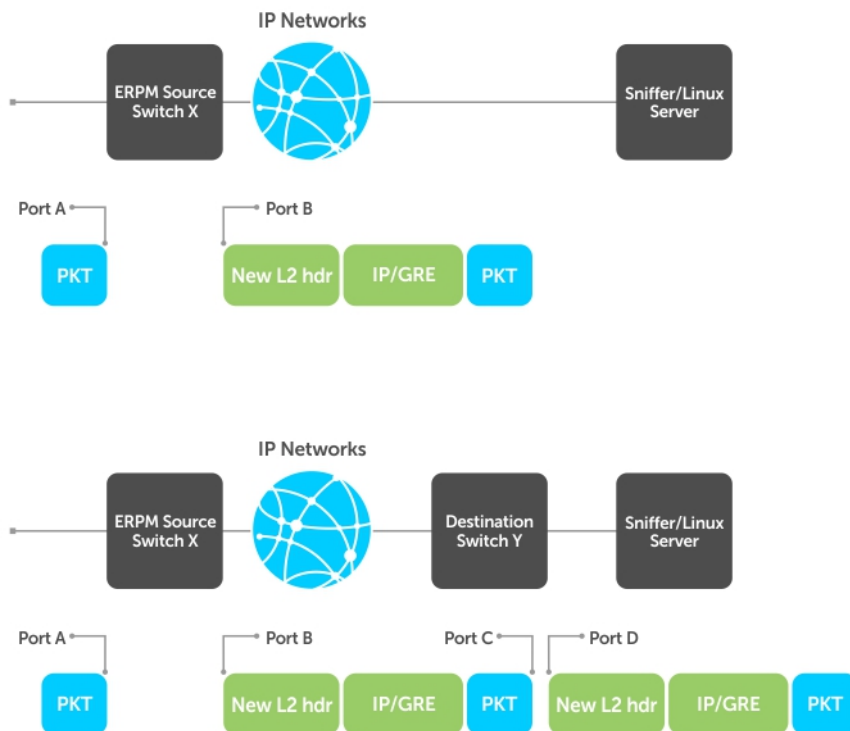 IP Networks
ERPM Source
Switch X
Sniffer/Linux
Server
Port A
Port B
PKT
New L2 hdr
IP/GRE
PKT
IP Networks
ERPM Source
Switch X
Destination
Switch Y
Sniffer/Linux
Server
Port A
Port B
Port C
Port D
PKT
New L2 hdr
IP/GRE
PKT
New L2 hdr
IP/GRE
PKT